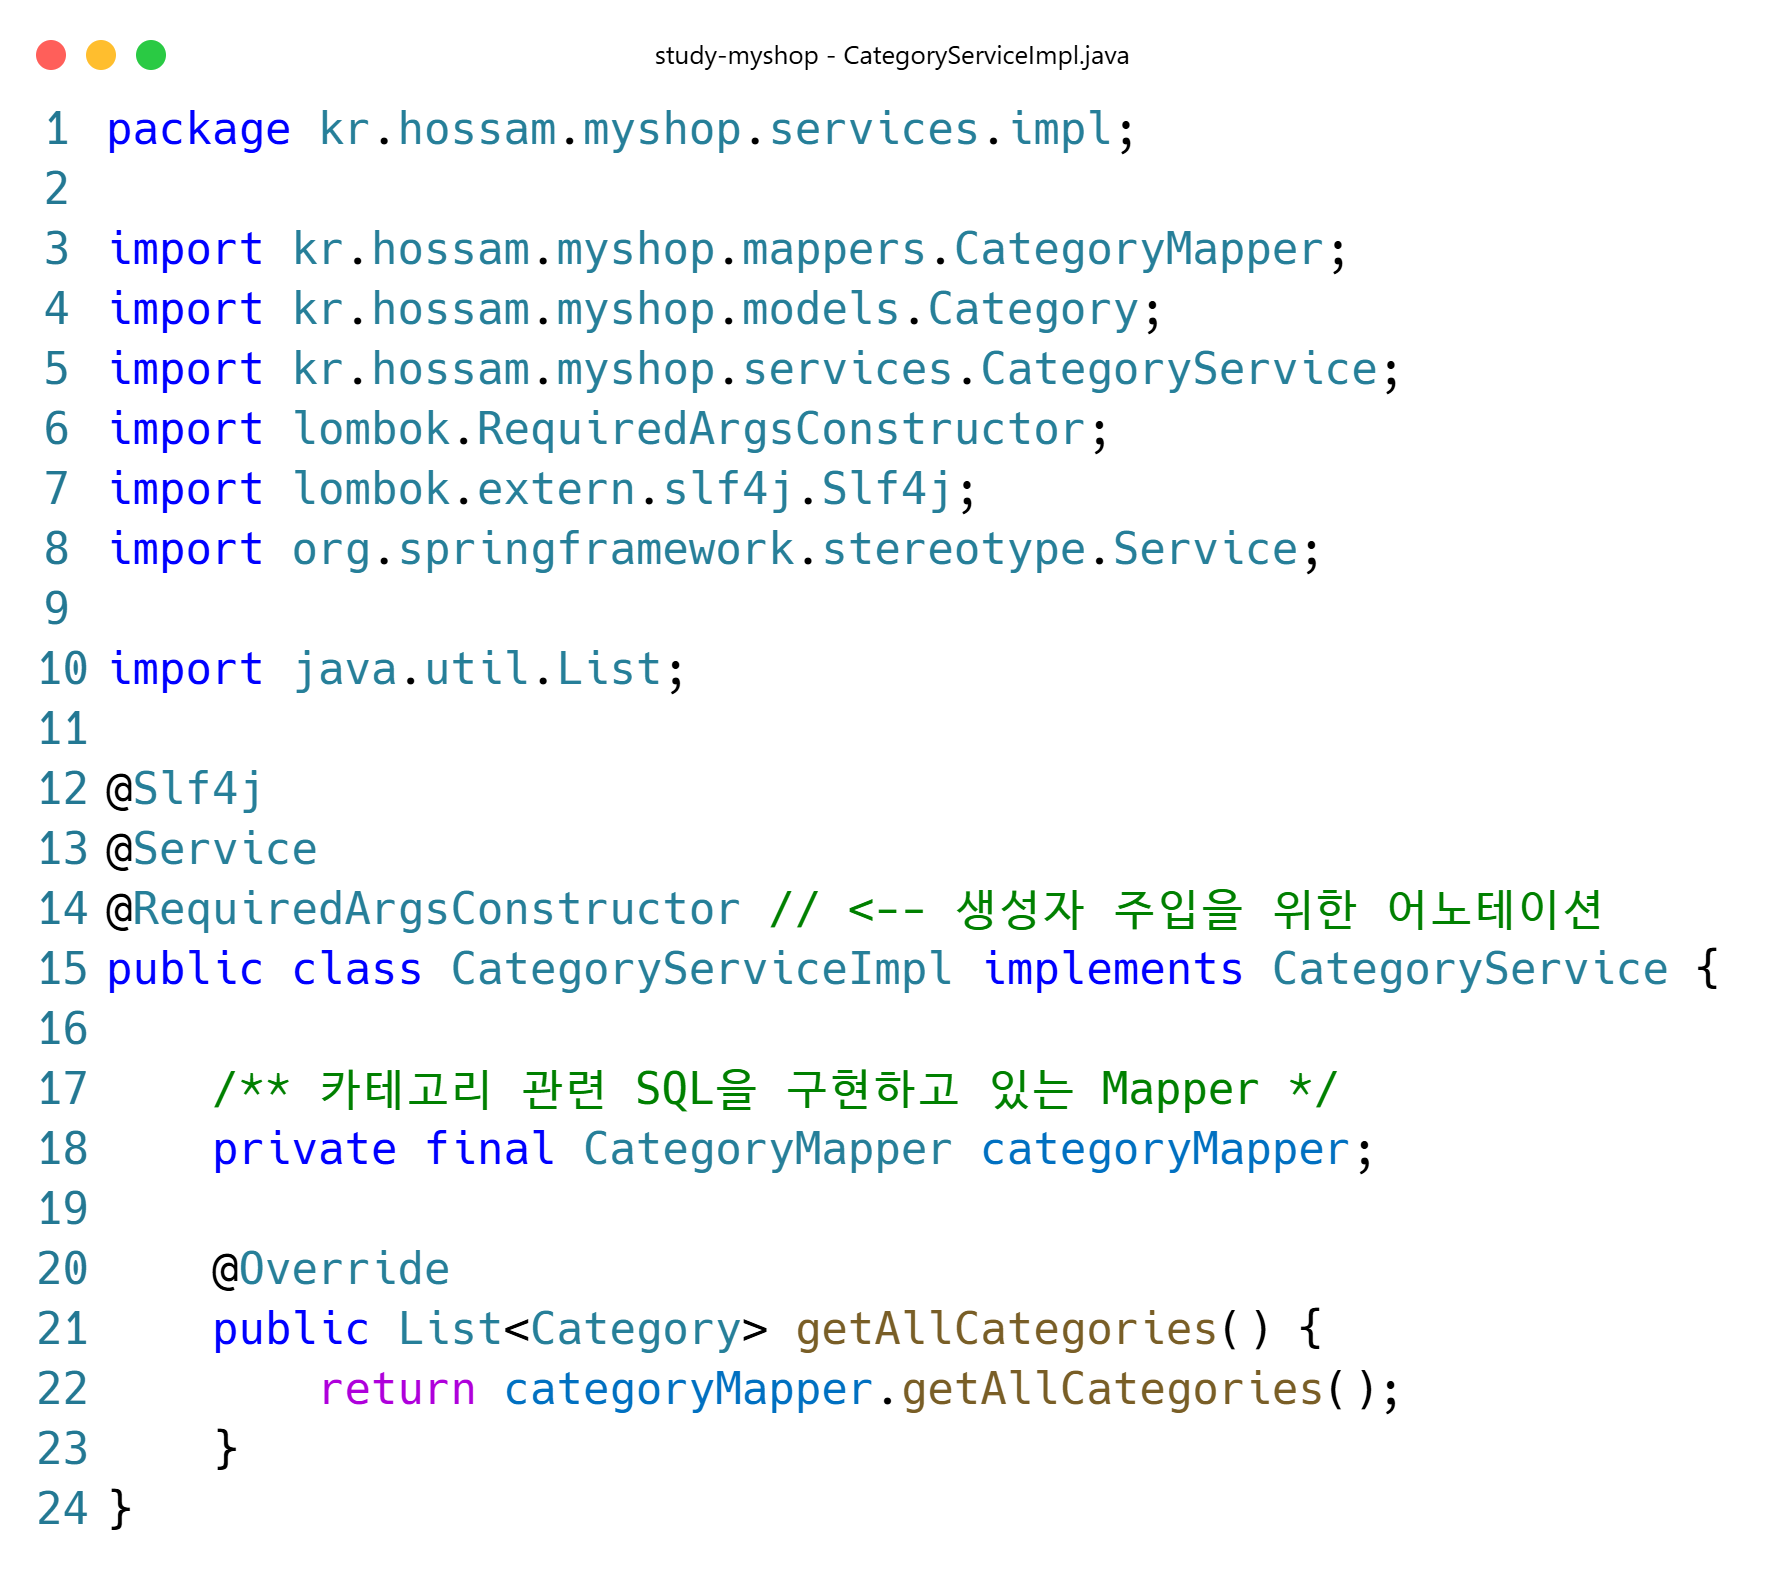 study-myshop - CategoryServiceImpl.java
1 package kr.hossam.myshop.services.impl;
2
3 import kr.hossam.myshop.mappers.CategoryMapper;
4 import kr.hossam.myshop.models.Category;
5 import kr.hossam.myshop.services.CategoryService;
6 import lombok.RequiredArgsConstructor;
7 import lombok.extern.slf4j.Slf4j;
8 import org.springframework.stereotype.Service;
9
10 import java.util.List;
11
12 @Slf4j
13 @Service
14 @RequiredArgsConstructor // <-- 생성자 주입을 위한 어노테이션
15 public class CategoryServiceImpl implements CategoryService {
16
17     /** 카테고리 관련 SQL을 구현하고 있는 Mapper */
18     private final CategoryMapper categoryMapper;
19
20     @Override
21     public List<Category> getAllCategories() {
22         return categoryMapper.getAllCategories();
23     }
24 }